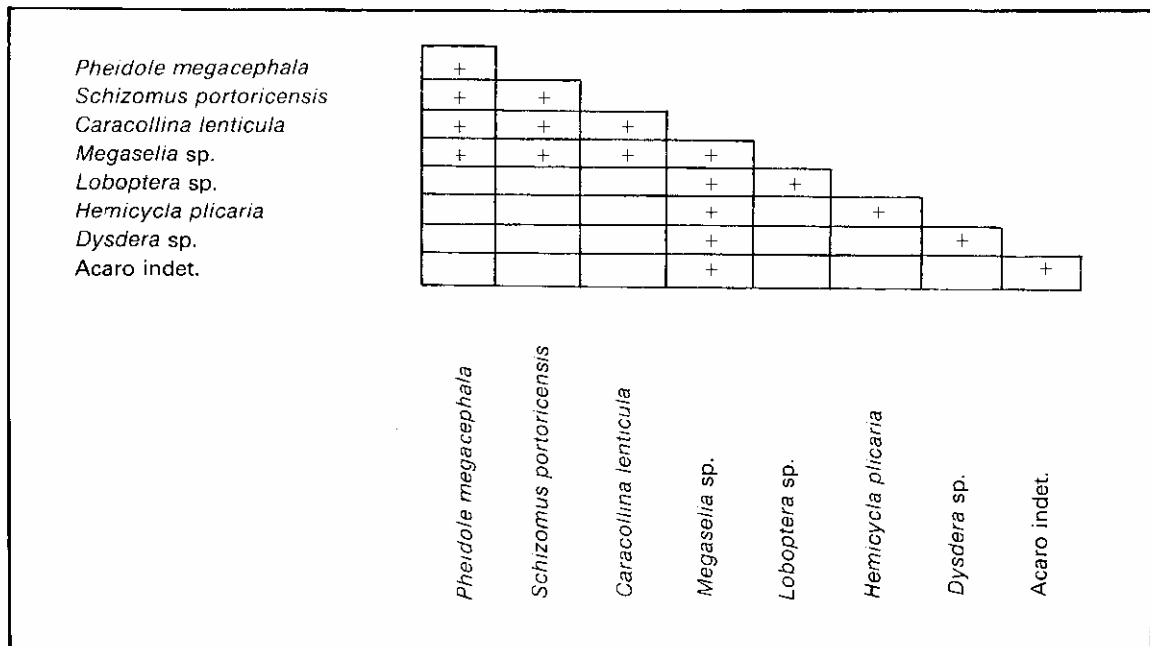 Pheidole megacephala +
Schizomus portoricensis + +
Caracollina lenticula + + +
Megaselia sp. + + + +
Loboptera sp. + +
Hemicycla plicaria + +
Dysdera sp. + +
Acaro indet. + +
Pheidole megacephala
Schizomus portoricensis
Caracollina lenticula
Megaselia sp.
Loboptera sp.
Hemicycla plicaria
Dysdera sp.
Acaro indet.